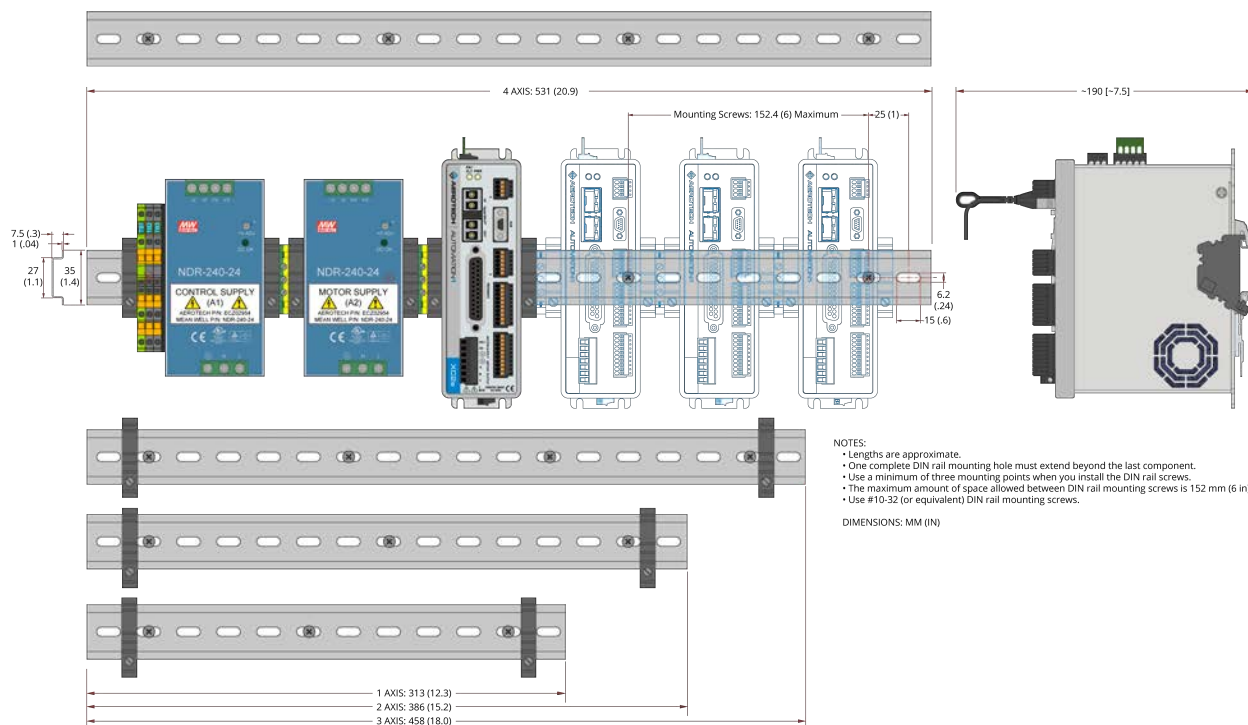 4 AXIS: 531 (20.9)
~190 [~7.5]
Mounting Screws: 152.4 (6) Maximum
25 (1)
7.5 (.3)
1 (.04)
27
(1.1)
35
(1.4)
MW
NDR-240-24
CONTROL SUPPLY
(A1)
AEROTECH P/N: ECZ02954
MEAN WELL P/N: NDR-240-24
MW
NDR-240-24
MOTOR SUPPLY
(A2)
AEROTECH P/N: ECZ02954
MEAN WELL P/N: NDR-240-24
AEROTECH AUTOMATION1
XC2e
AEROTECH AUTOMATION1
AEROTECH AUTOMATION1
AEROTECH AUTOMATION1
6.2
(.24)
15 (.6)
NOTES:
• Lengths are approximate.
• One complete DIN rail mounting hole must extend beyond the last component.
• Use a minimum of three mounting points when you install the DIN rail screws.
• The maximum amount of space allowed between DIN rail mounting screws is 152 mm (6 in)
• Use #10-32 (or equivalent) DIN rail mounting screws.
DIMENSIONS: MM (IN)
1 AXIS: 313 (12.3)
2 AXIS: 386 (15.2)
3 AXIS: 458 (18.0)